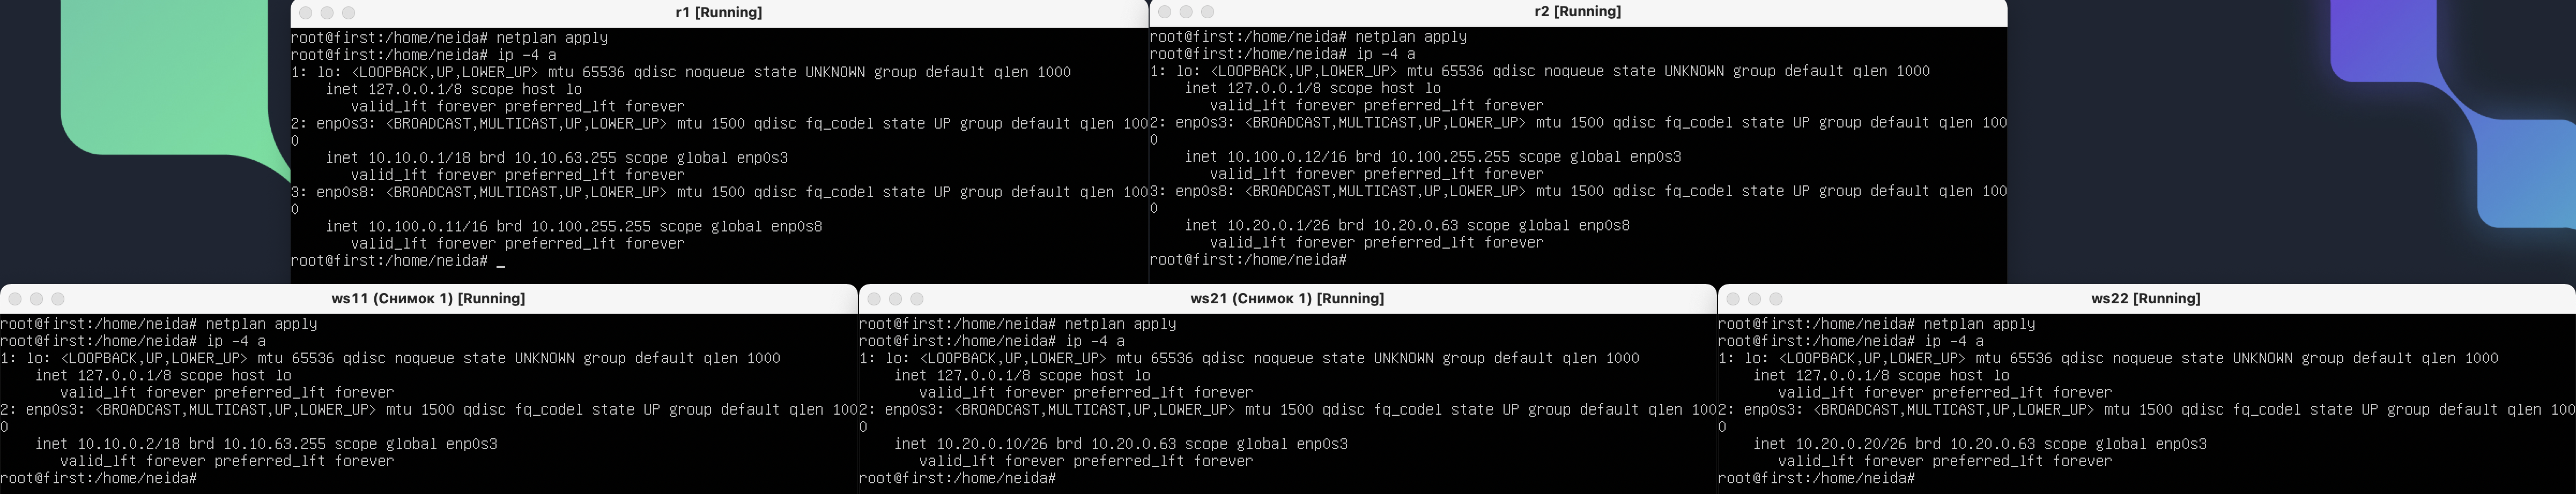 r1 [Running]
root@first:/home/neida# netplan apply
root@first:/home/neida# ip -4 a
1: lo: <LOOPBACK,UP,LOWER_UP> mtu 65536 qdisc noqueue state UNKNOWN group default qlen 1000
    inet 127.0.0.1/8 scope host lo
       valid_lft forever preferred_lft forever
2: enp0s3: <BROADCAST,MULTICAST,UP,LOWER_UP> mtu 1500 qdisc fq_codel state UP group default qlen 100
0
    inet 10.10.0.1/18 brd 10.10.63.255 scope global enp0s3
       valid_lft forever preferred_lft forever
3: enp0s8: <BROADCAST,MULTICAST,UP,LOWER_UP> mtu 1500 qdisc fq_codel state UP group default qlen 100
0
    inet 10.100.0.11/16 brd 10.100.255.255 scope global enp0s8
       valid_lft forever preferred_lft forever
root@first:/home/neida# _
r2 [Running]
root@first:/home/neida# netplan apply
root@first:/home/neida# ip -4 a
1: lo: <LOOPBACK,UP,LOWER_UP> mtu 65536 qdisc noqueue state UNKNOWN group default qlen 1000
    inet 127.0.0.1/8 scope host lo
       valid_lft forever preferred_lft forever
2: enp0s3: <BROADCAST,MULTICAST,UP,LOWER_UP> mtu 1500 qdisc fq_codel state UP group default qlen 100
0
    inet 10.100.0.12/16 brd 10.100.255.255 scope global enp0s3
       valid_lft forever preferred_lft forever
3: enp0s8: <BROADCAST,MULTICAST,UP,LOWER_UP> mtu 1500 qdisc fq_codel state UP group default qlen 100
0
    inet 10.20.0.1/26 brd 10.20.0.63 scope global enp0s8
       valid_lft forever preferred_lft forever
root@first:/home/neida#
ws11 (Снимок 1) [Running]
root@first:/home/neida# netplan apply
root@first:/home/neida# ip -4 a
1: lo: <LOOPBACK,UP,LOWER_UP> mtu 65536 qdisc noqueue state UNKNOWN group default qlen 1000
    inet 127.0.0.1/8 scope host lo
       valid_lft forever preferred_lft forever
2: enp0s3: <BROADCAST,MULTICAST,UP,LOWER_UP> mtu 1500 qdisc fq_codel state UP group default qlen 100
0
    inet 10.10.0.2/18 brd 10.10.63.255 scope global enp0s3
       valid_lft forever preferred_lft forever
root@first:/home/neida#
ws21 (Снимок 1) [Running]
root@first:/home/neida# netplan apply
root@first:/home/neida# ip -4 a
1: lo: <LOOPBACK,UP,LOWER_UP> mtu 65536 qdisc noqueue state UNKNOWN group default qlen 1000
    inet 127.0.0.1/8 scope host lo
       valid_lft forever preferred_lft forever
2: enp0s3: <BROADCAST,MULTICAST,UP,LOWER_UP> mtu 1500 qdisc fq_codel state UP group default qlen 100
0
    inet 10.20.0.10/26 brd 10.20.0.63 scope global enp0s3
       valid_lft forever preferred_lft forever
root@first:/home/neida#
ws22 [Running]
root@first:/home/neida# netplan apply
root@first:/home/neida# ip -4 a
1: lo: <LOOPBACK,UP,LOWER_UP> mtu 65536 qdisc noqueue state UNKNOWN group default qlen 1000
    inet 127.0.0.1/8 scope host lo
       valid_lft forever preferred_lft forever
2: enp0s3: <BROADCAST,MULTICAST,UP,LOWER_UP> mtu 1500 qdisc fq_codel state UP group default qlen 100
0
    inet 10.20.0.20/26 brd 10.20.0.63 scope global enp0s3
       valid_lft forever preferred_lft forever
root@first:/home/neida#